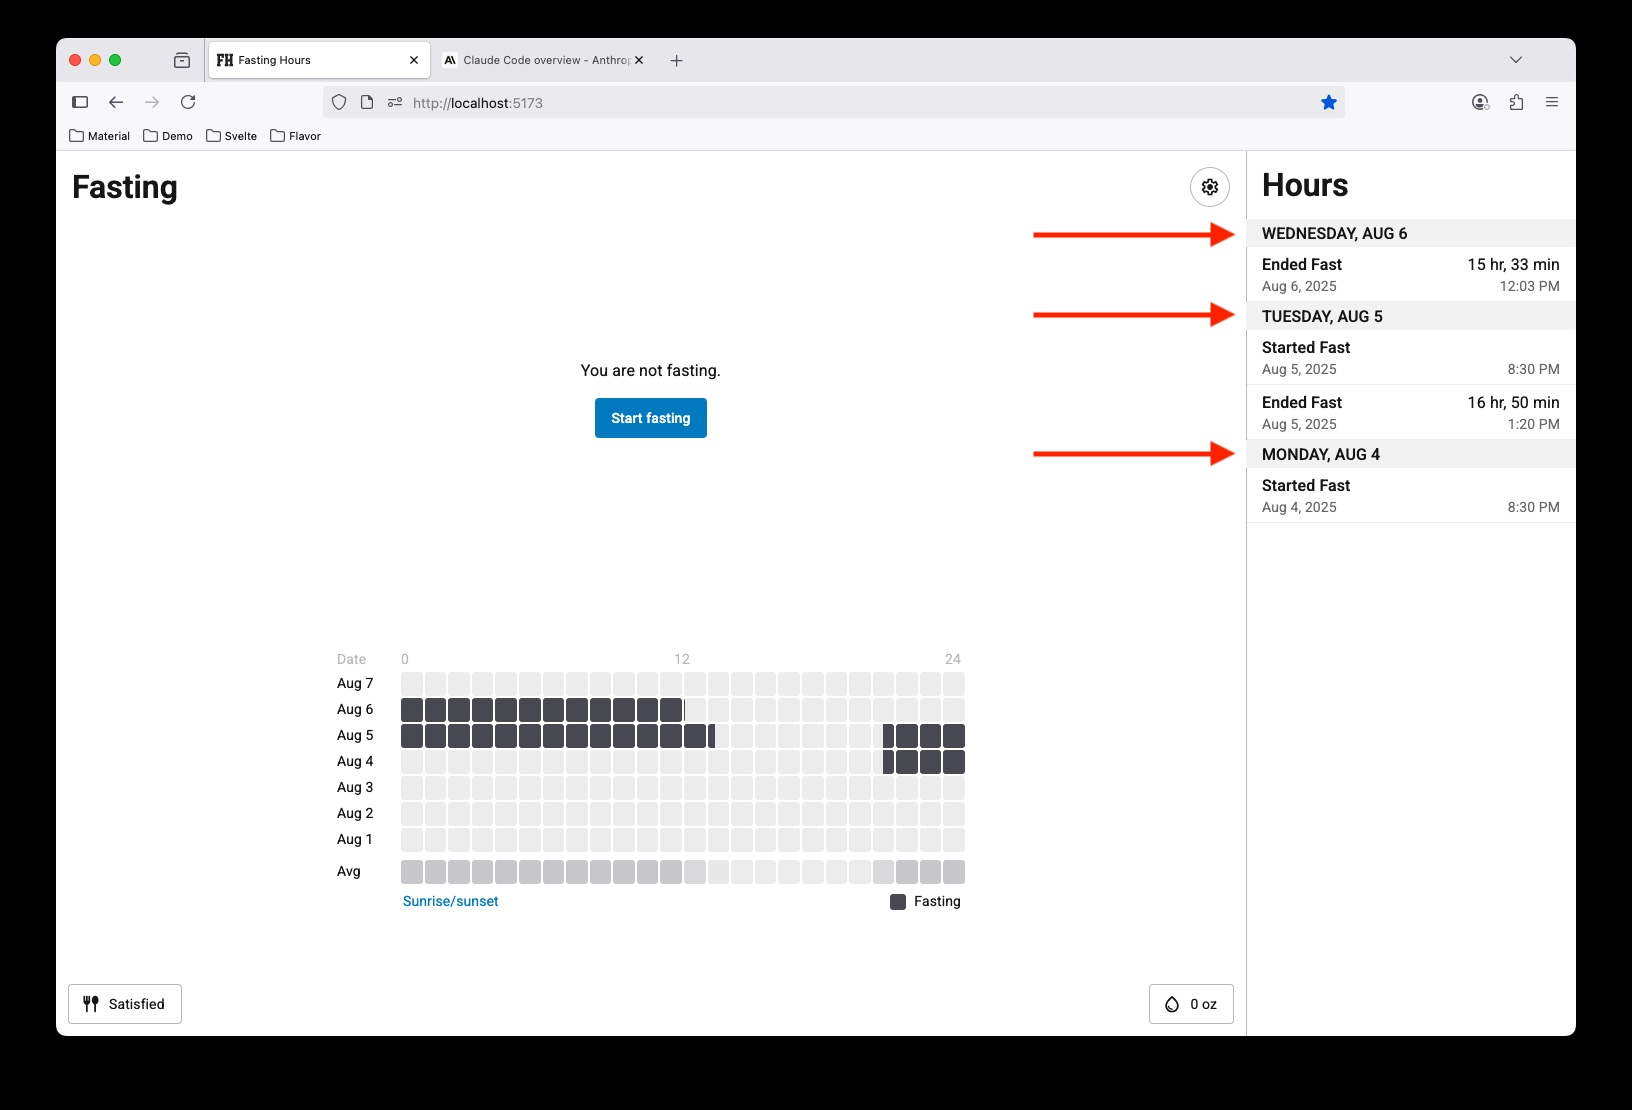 FH Fasting Hours
Claude Code overview - Anthrop
http://localhost:5173
Material Demo Svelte Flavor
Fasting
You are not fasting.
Start fasting
Date 0 12 24
Aug 7
Aug 6
Aug 5
Aug 4
Aug 3
Aug 2
Aug 1
Avg
Sunrise/sunset Fasting
Satisfied 0 oz
Hours
WEDNESDAY, AUG 6
Ended Fast 15 hr, 33 min
Aug 6, 2025 12:03 PM
TUESDAY, AUG 5
Started Fast
Aug 5, 2025 8:30 PM
Ended Fast 16 hr, 50 min
Aug 5, 2025 1:20 PM
MONDAY, AUG 4
Started Fast
Aug 4, 2025 8:30 PM